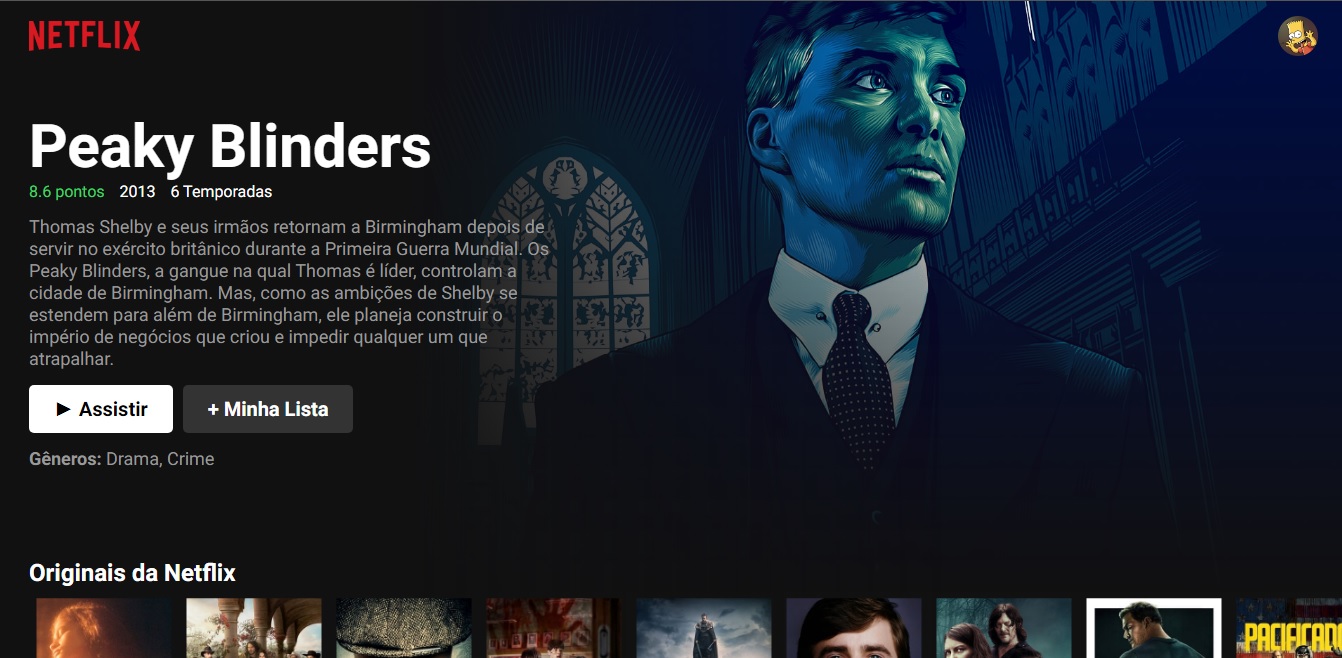 NETFLIX
Peaky Blinders
8.6 pontos 2013 6 Temporadas
Thomas Shelby e seus irmãos retornam a Birmingham depois de
servir no exército britânico durante a Primeira Guerra Mundial. Os
Peaky Blinders, a gangue na qual Thomas é líder, controlam a
cidade de Birmingham. Mas, como as ambições de Shelby se
estendem para além de Birmingham, ele planeja construir o
império de negócios que criou e impedir qualquer um que
atrapalhar.
► Assistir + Minha Lista
Gêneros: Drama, Crime
Originais da Netflix
PACIFICADO